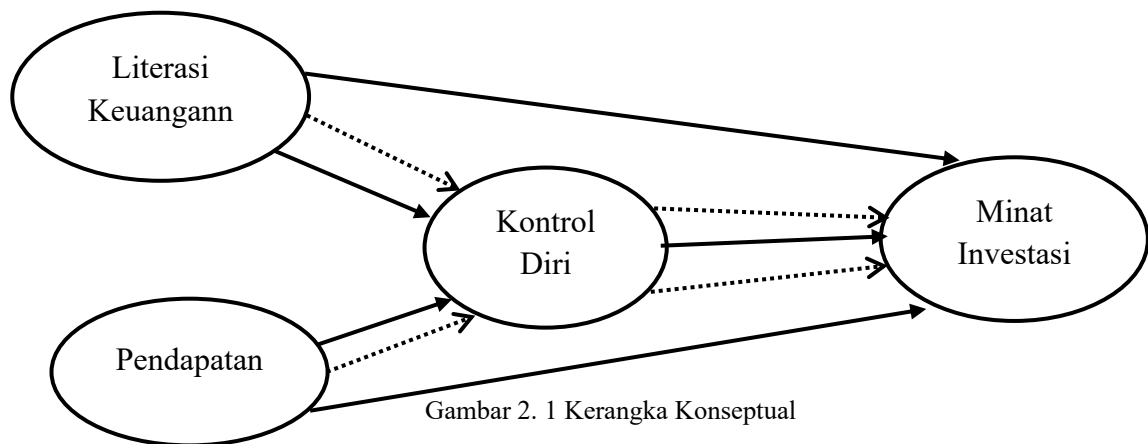 Literasi
Keuangann
Kontrol
Diri
Minat
Investasi
Pendapatan
Gambar 2. 1 Kerangka Konseptual